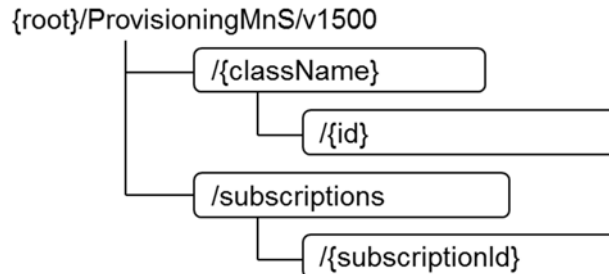 {root}/ProvisioningMnS/v1500
/{className}
/{id}
/subscriptions
/{subscriptionId}